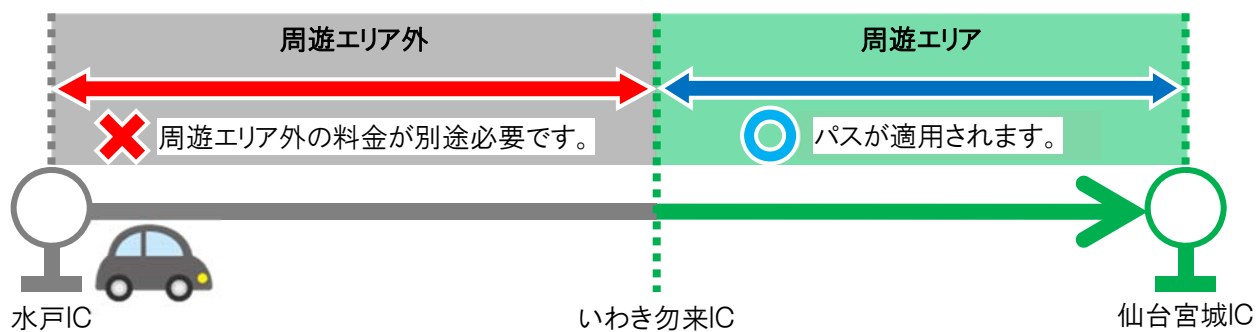 周遊エリア外
周遊エリア
周遊エリア外の料金が別途必要です。
パスが適用されます。
水戸IC
いわき勿来IC
仙台宮城IC